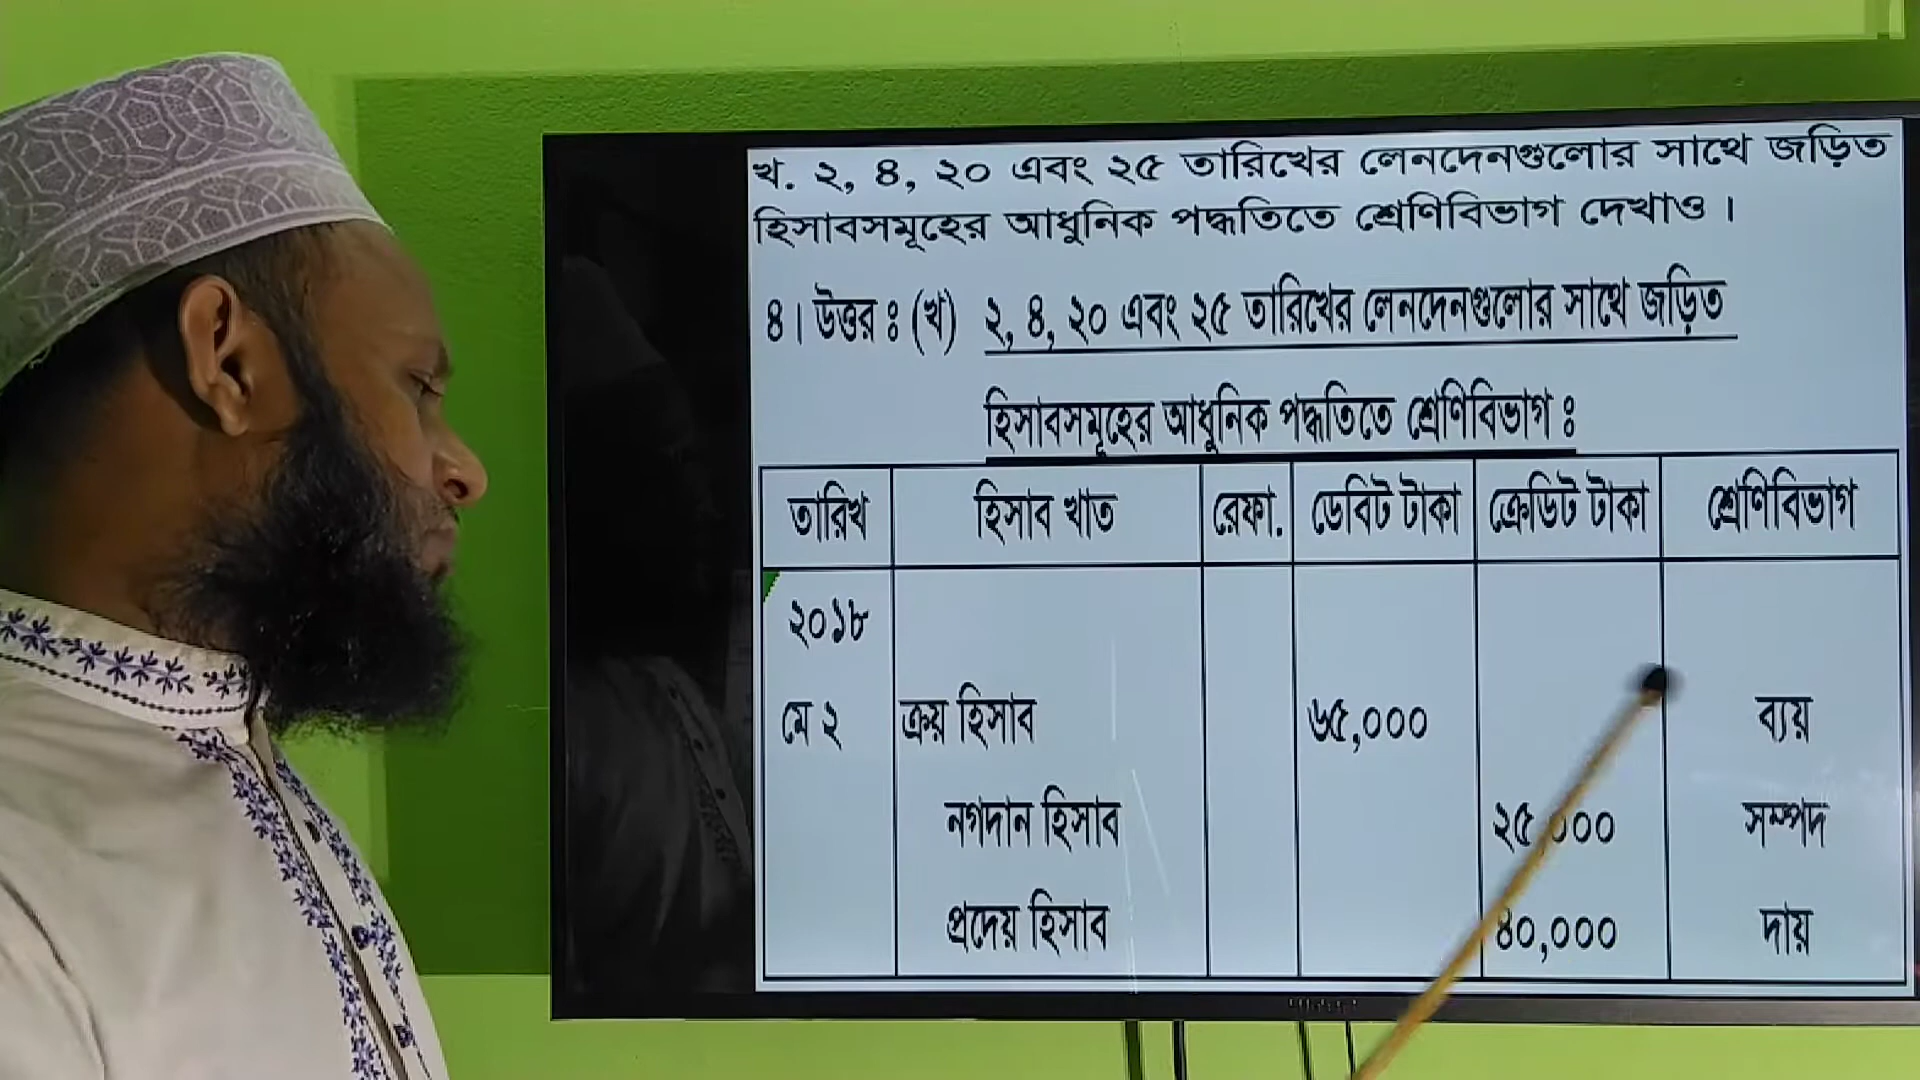 খ. ২, ৪, ২০ এবং ২৫ তারিখের লেনদেনগুলোর সাথে জড়িত
হিসাবসমূহের আধুনিক পদ্ধতিতে শ্রেণিবিভাগ দেখাও।
৪। উত্তর ঃ (খ) ২, ৪, ২০ এবং ২৫ তারিখের লেনদেনগুলোর সাথে জড়িত
হিসাবসমূহের আধুনিক পদ্ধতিতে শ্রেণিবিভাগ ঃ
তারিখ হিসাব খাত রেফা. ডেবিট টাকা ক্রেডিট টাকা শ্রেণিবিভাগ
২০১৮
মে ২ ক্রয় হিসাব ৬৫,০০০ ব্যয়
নগদান হিসাব ২৫,০০০ সম্পদ
প্রদেয় হিসাব ৪০,০০০ দায়